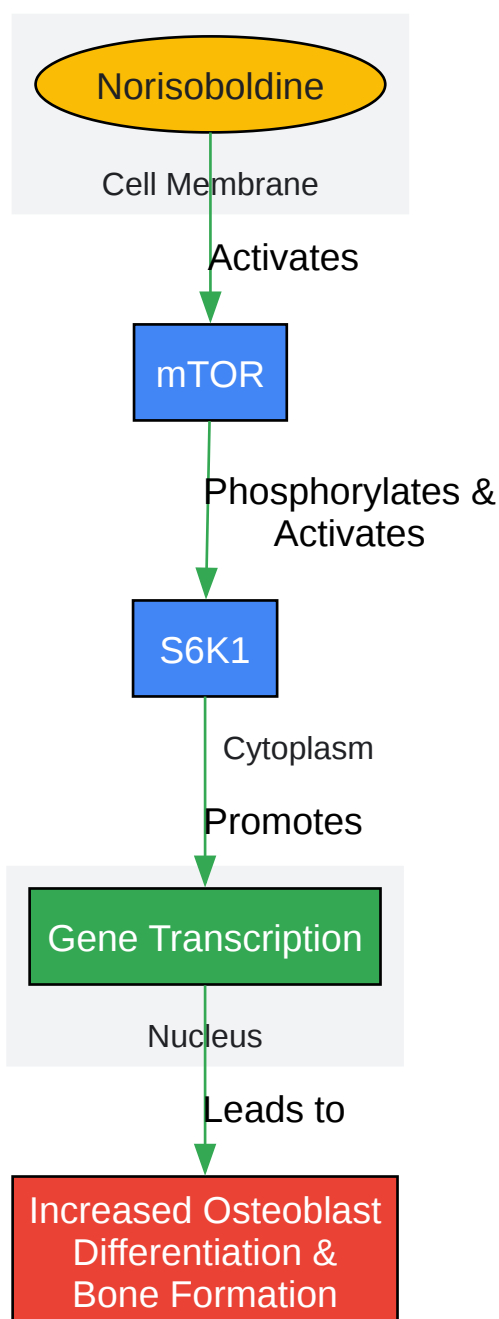 Norisoboldine
Cell Membrane
Activates
mTOR
Phosphorylates &
Activates
S6K1
Cytoplasm
Promotes
Gene Transcription
Nucleus
Leads to
Increased Osteoblast
Differentiation &
Bone Formation